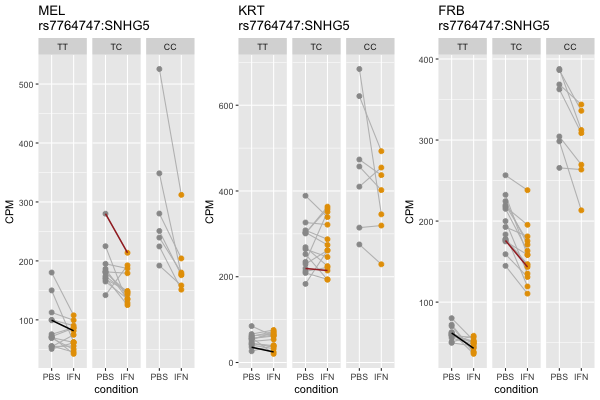 MEL
rs7764747:SNHG5
TT TC CC
500
400
300
200
100
CPM
PBS IFN PBS IFN PBS IFN
condition
KRT
rs7764747:SNHG5
TT TC CC
600
400
200
0
CPM
PBS IFN PBS IFN PBS IFN
condition
FRB
rs7764747:SNHG5
TT TC CC
400
300
200
100
CPM
PBS IFN PBS IFN PBS IFN
condition